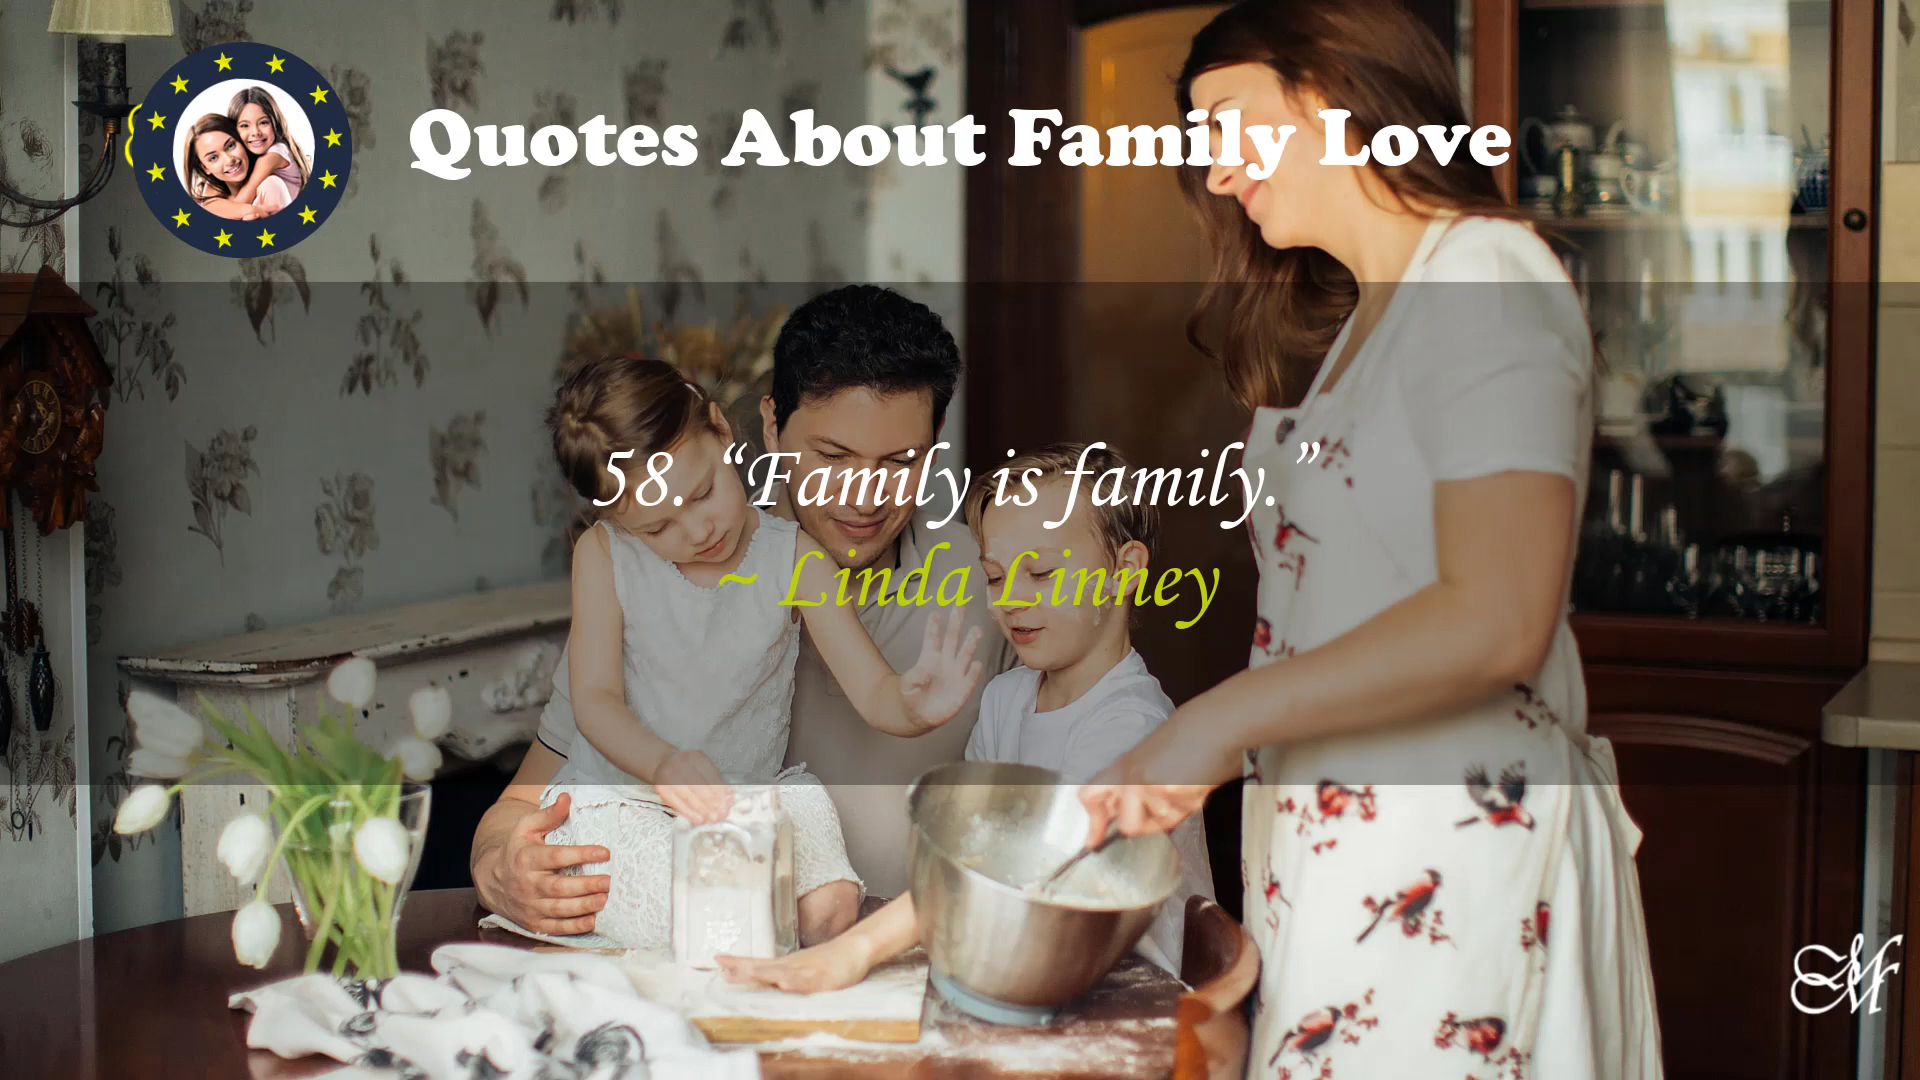 Quotes About Family Love
58. “Family is family.”
~ Linda Linney